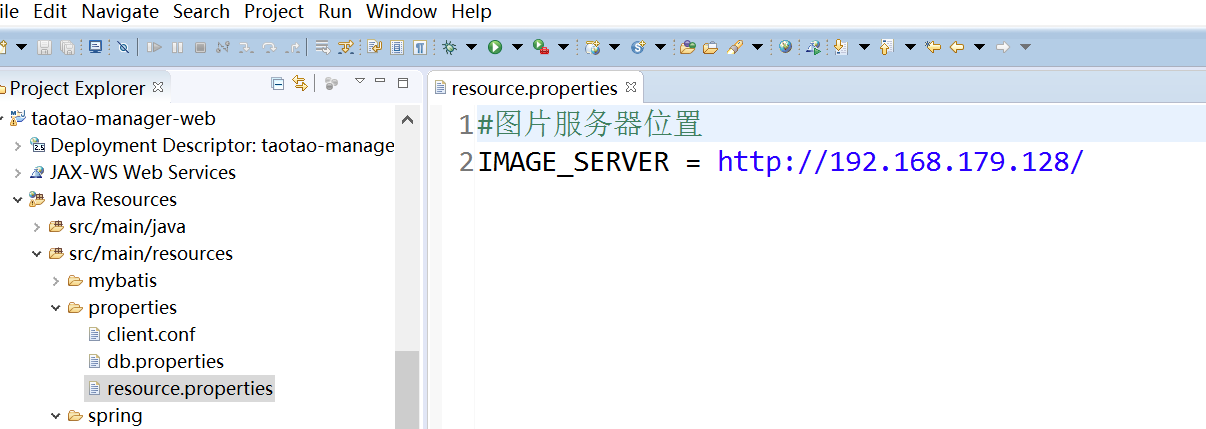 ile Edit Navigate Search Project Run Window Help
Project Explorer
taotao-manager-web
Deployment Descriptor: taotao-manage
JAX-WS Web Services
Java Resources
src/main/java
src/main/resources
mybatis
properties
client.conf
db.properties
resource.properties
spring
resource.properties
1 #图片服务器位置
2 IMAGE_SERVER = http://192.168.179.128/